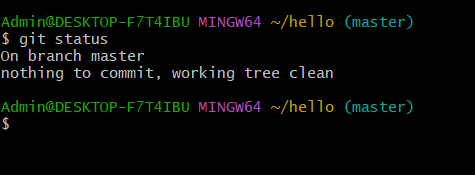 Admin@DESKTOP-F7T4IBU MINGW64 ~/hello (master)
$ git status
On branch master
nothing to commit, working tree clean
Admin@DESKTOP-F7T4IBU MINGW64 ~/hello (master)
$